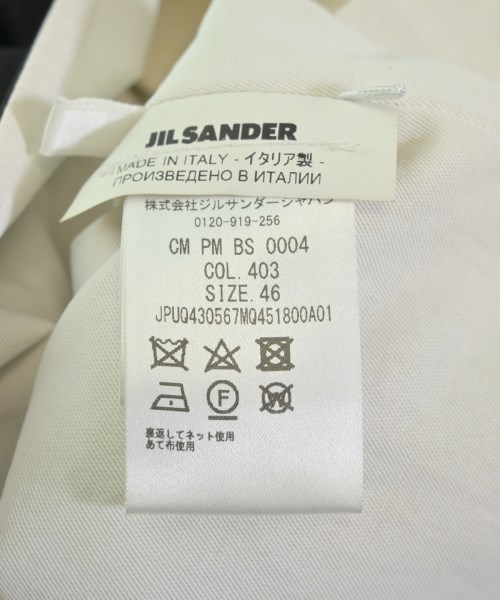 JIL SANDER
MADE IN ITALY - イタリア製 -
ПРОИЗВЕДЕНО В ИТАЛИИ
株式会社ジルサンダージャパン
0120-919-256
CM PM BS 0004
COL. 403
SIZE. 46
JPUQ430567MQ451800A01
F
W
裏返してネット使用
あて布使用